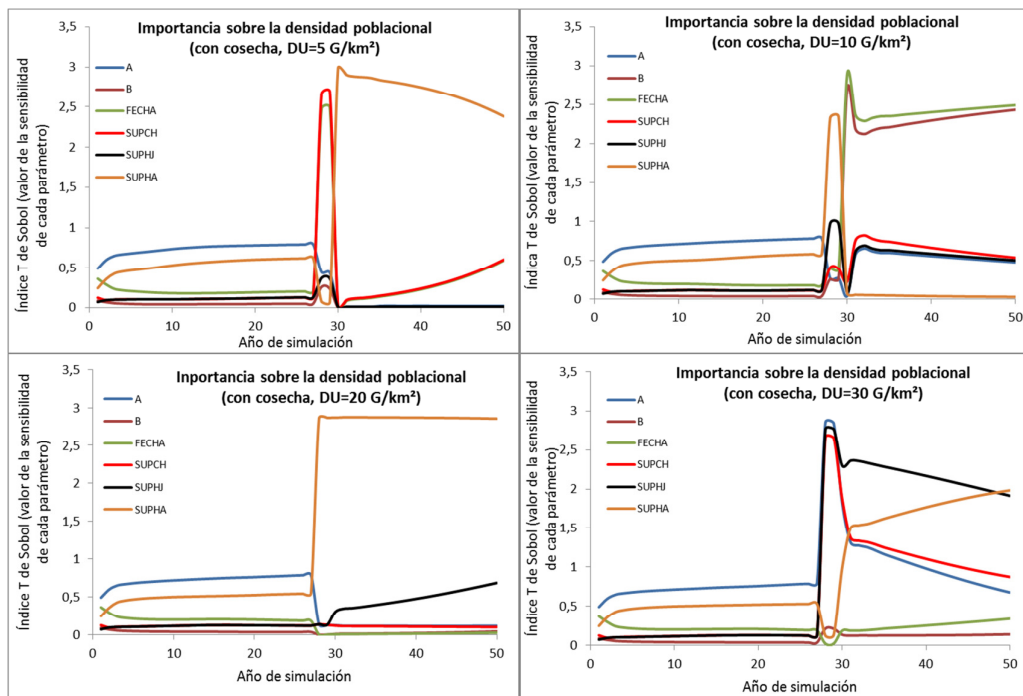 Importancia sobre la densidad poblacional
(con cosecha, DU=5 G/km²)
Índice T de Sobol (valor de la sensibilidad
de cada parámetro)
3,5
3
2,5
2
1,5
1
0,5
0
A
B
FECHA
SUPCH
SUPHJ
SUPHA
0 10 20 30 40 50
Año de simulación
Importancia sobre la densidad poblacional
(con cosecha, DU=10 G/km²)
Índica T de Sobol (valor de la sensibilidad
de cada parámetro)
3,5
3
2,5
2
1,5
1
0,5
0
A
B
FECHA
SUPCH
SUPHJ
SUPHA
0 10 20 30 40 50
Año de simulación
Inportancia sobre la densidad poblacional
(con cosecha, DU=20 G/km²)
Índice T de Sobol (valor de la sensibilidad
de cada parámetro)
3,5
3
2,5
2
1,5
1
0,5
0
A
B
FECHA
SUPCH
SUPHJ
SUPHA
0 10 20 30 40 50
Año de simulación
Importancia sobre la densidad poblacional
(con cosecha, DU=30 G/km²)
Índice T de Sobol (valor de la sensibilidad
de cada parámetro)
3,5
3
2,5
2
1,5
1
0,5
0
A
B
FECHA
SUPCH
SUPHJ
SUPHA
0 10 20 30 40 50
Año de simulación